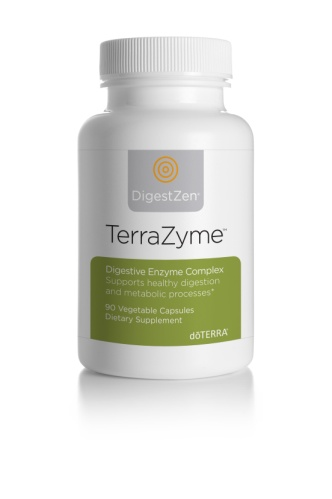 DigestZen®
TerraZyme™
Digestive Enzyme Complex
Supports healthy digestion
and metabolic processes*
90 Vegetable Capsules
Dietary Supplement
dōTERRA®